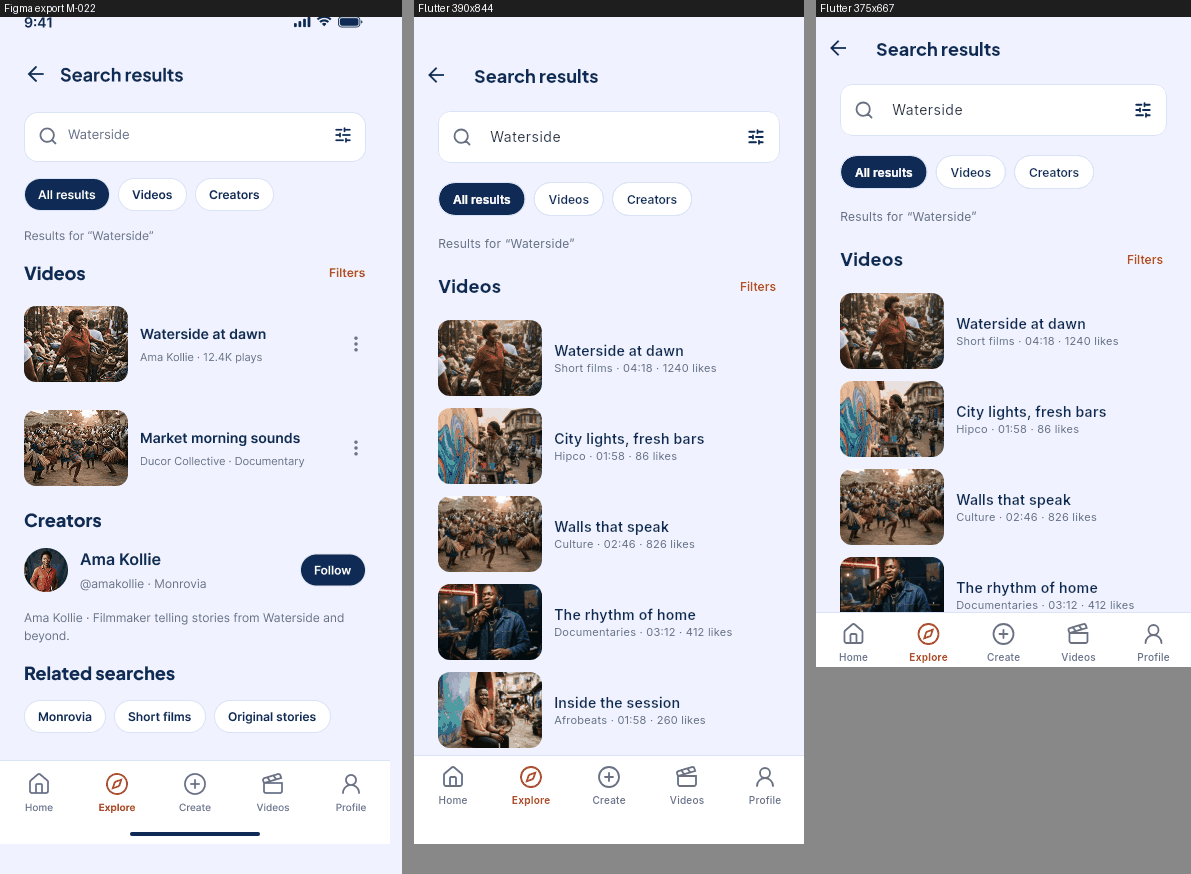 Figma export M-022
9:41
Search results
Waterside
All results
Videos
Creators
Results for “Waterside”
Videos
Filters
Waterside at dawn
Ama Kollie · 12.4K plays
Market morning sounds
Ducor Collective · Documentary
Creators
Ama Kollie
@amakollie · Monrovia
Follow
Ama Kollie · Filmmaker telling stories from Waterside and
beyond.
Related searches
Monrovia
Short films
Original stories
Home
Explore
Create
Videos
Profile
Flutter 390x844
Search results
Waterside
All results
Videos
Creators
Results for “Waterside”
Videos
Filters
Waterside at dawn
Short films · 04:18 · 1240 likes
City lights, fresh bars
Hipco · 01:58 · 86 likes
Walls that speak
Culture · 02:46 · 826 likes
The rhythm of home
Documentaries · 03:12 · 412 likes
Inside the session
Afrobeats · 01:58 · 260 likes
Home
Explore
Create
Videos
Profile
Flutter 375x667
Search results
Waterside
All results
Videos
Creators
Results for “Waterside”
Videos
Filters
Waterside at dawn
Short films · 04:18 · 1240 likes
City lights, fresh bars
Hipco · 01:58 · 86 likes
Walls that speak
Culture · 02:46 · 826 likes
The rhythm of home
Documentaries · 03:12 · 412 likes
Home
Explore
Create
Videos
Profile